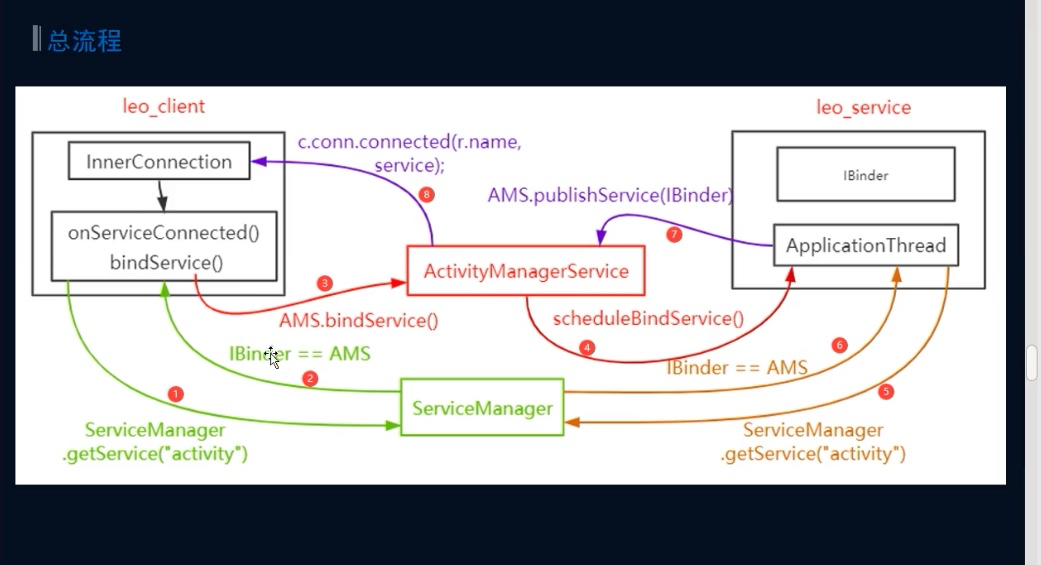 总流程
leo_client
leo_service
InnerConnection
c.conn.connected(r.name,
service);
8
IBinder
onServiceConnected()
bindService()
AMS.publishService(IBinder)
7
ApplicationThread
ActivityManagerService
3
AMS.bindService()
scheduleBindService()
4
IBinder == AMS
2
6
IBinder == AMS
1
5
ServiceManager
ServiceManager
.getService("activity")
ServiceManager
.getService("activity")